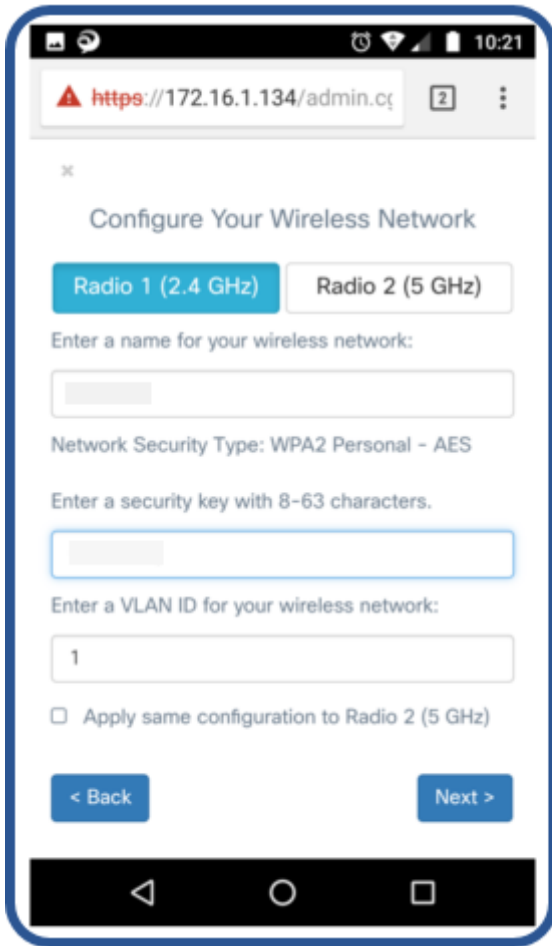 10:21
https://172.16.1.134/admin.cg
2
Configure Your Wireless Network
Radio 1 (2.4 GHz) Radio 2 (5 GHz)
Enter a name for your wireless network:
Network Security Type: WPA2 Personal - AES
Enter a security key with 8-63 characters.
Enter a VLAN ID for your wireless network:
1
Apply same configuration to Radio 2 (5 GHz)
< Back Next >